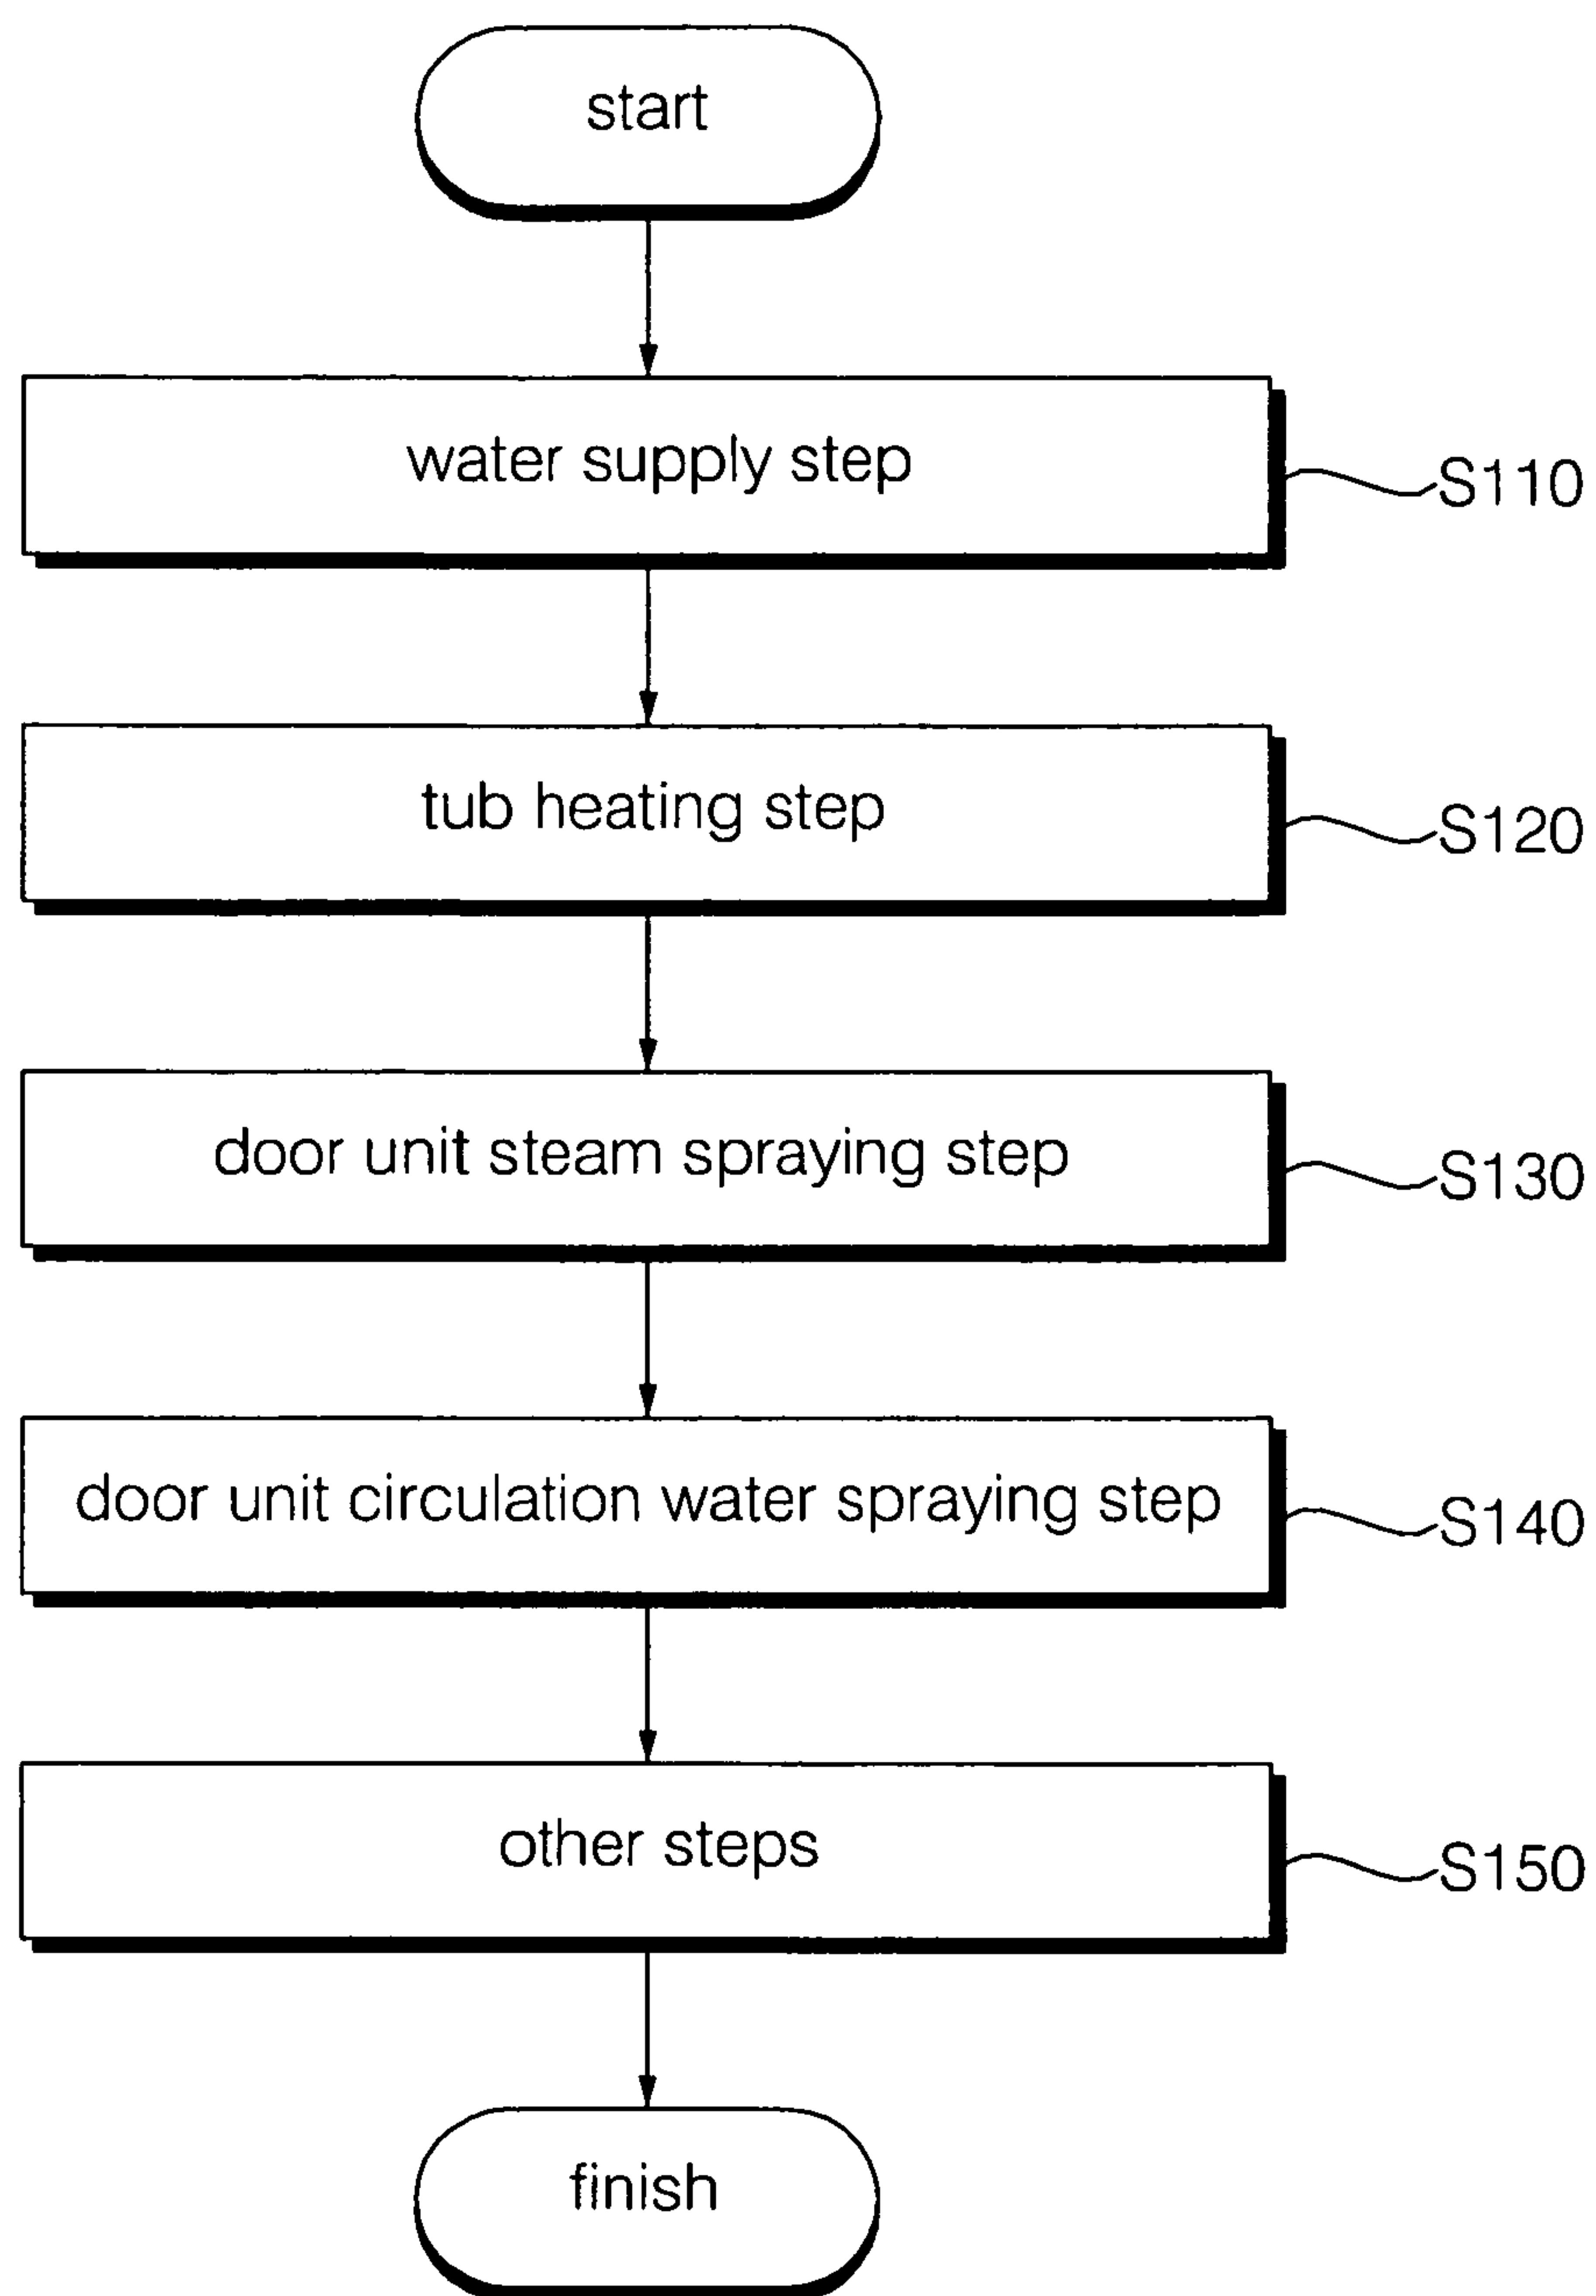 start
water supply step
S110
tub heating step
S120
door unit steam spraying step
S130
door unit circulation water spraying step
S140
other steps
S150
finish